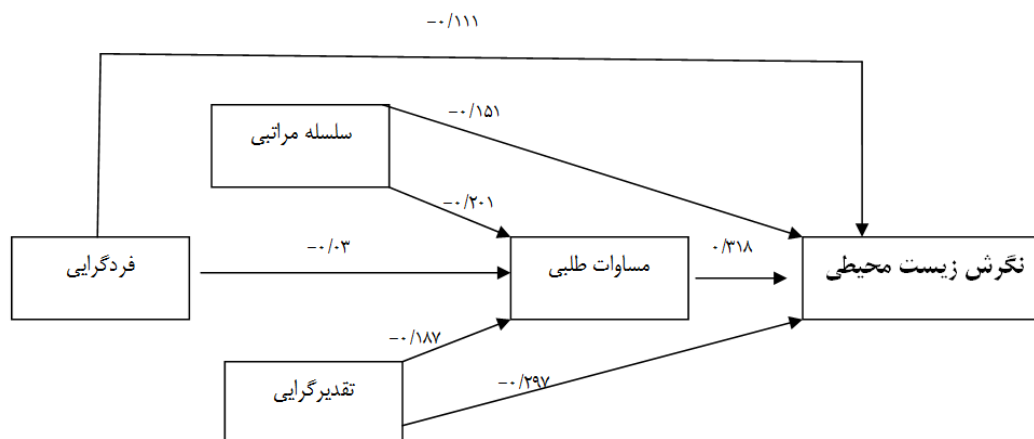 -۰/۱۱۱
سلسله مراتبی
-۰/۱۵۱
-۰/۲۰۱
فردگرایی
-۰/۰۳
مساوات طلبی
۰/۳۱۸
نگرش زیست محیطی
-۰/۱۸۷
تقدیرگرایی
-۰/۲۹۷